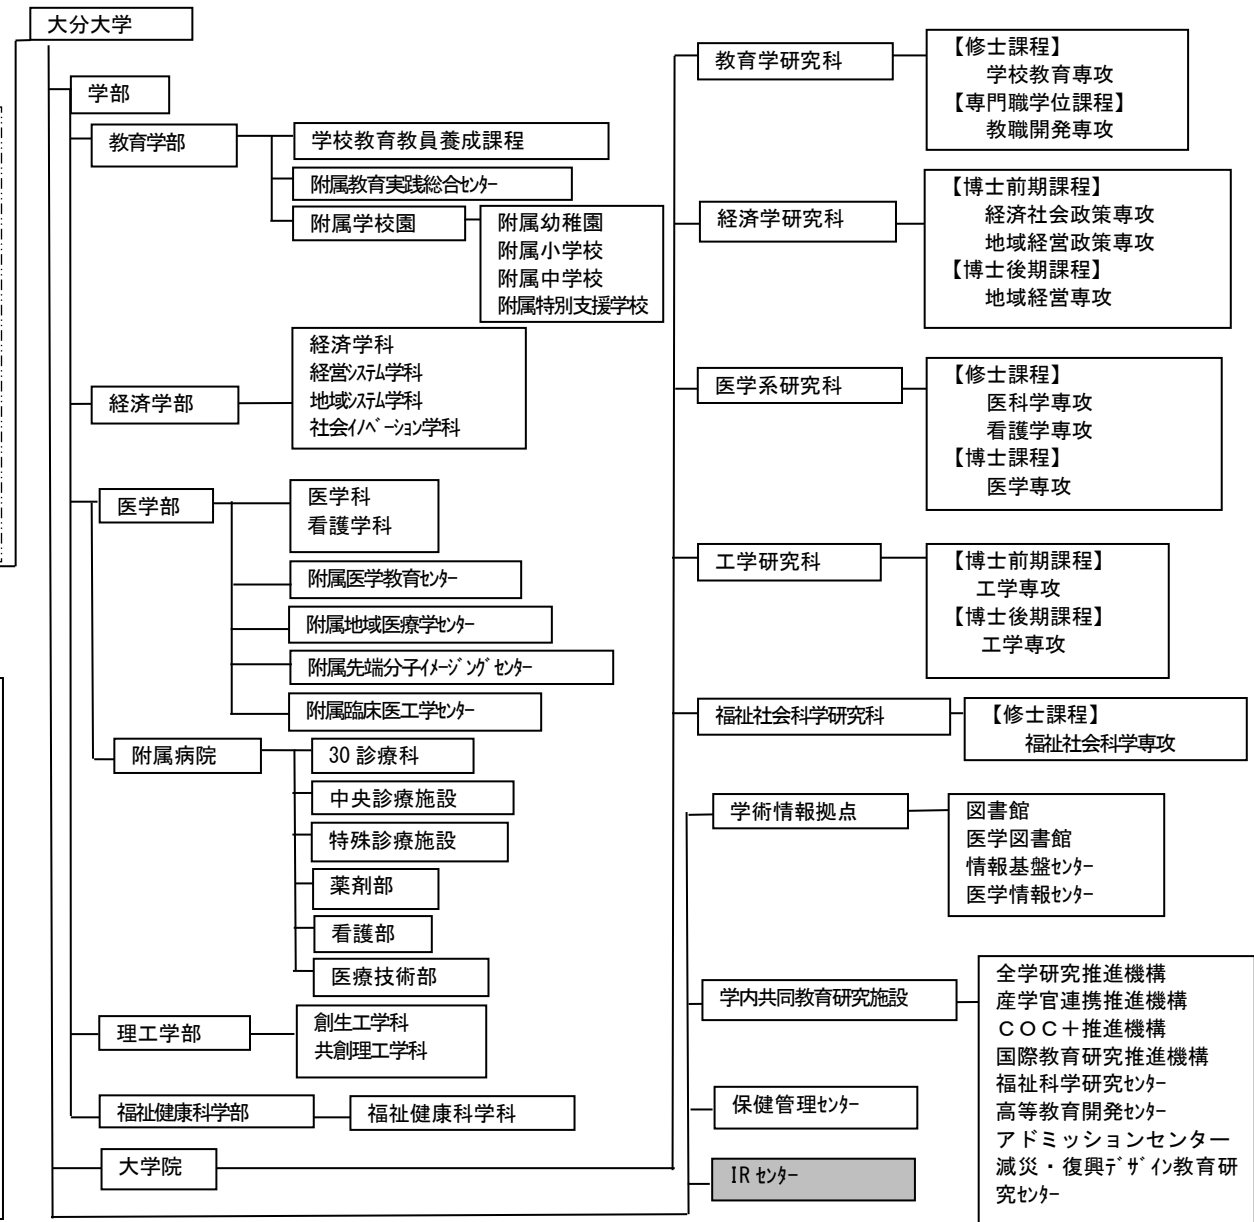 大分大学
学部
教育学部
学校教育教員養成課程
附属教育実践総合ｾﾝﾀｰ
附属学校園
附属幼稚園
附属小学校
附属中学校
附属特別支援学校
経済学部
経済学科
経営ｼｽﾃﾑ学科
地域ｼｽﾃﾑ学科
社会ｲﾉﾍﾞｰｼｮﾝ学科
医学部
医学科
看護学科
附属医学教育ｾﾝﾀｰ
附属地域医療学ｾﾝﾀｰ
附属先端分子ｲﾒｰｼﾞﾝｸﾞｾﾝﾀｰ
附属臨床医工学ｾﾝﾀｰ
附属病院
30 診療科
中央診療施設
特殊診療施設
薬剤部
看護部
医療技術部
理工学部
創生工学科
共創理工学科
福祉健康科学部
福祉健康科学科
大学院
教育学研究科
【修士課程】
学校教育専攻
【専門職学位課程】
教職開発専攻
経済学研究科
【博士前期課程】
経済社会政策専攻
地域経営政策専攻
【博士後期課程】
地域経営専攻
医学系研究科
【修士課程】
医科学専攻
看護学専攻
【博士課程】
医学専攻
工学研究科
【博士前期課程】
工学専攻
【博士後期課程】
工学専攻
福祉社会科学研究科
【修士課程】
福祉社会科学専攻
学術情報拠点
図書館
医学図書館
情報基盤ｾﾝﾀｰ
医学情報ｾﾝﾀｰ
学内共同教育研究施設
全学研究推進機構
産学官連携推進機構
ＣＯＣ＋推進機構
国際教育研究推進機構
福祉科学研究ｾﾝﾀｰ
高等教育開発ｾﾝﾀｰ
アドミッションセンター
減災・復興ﾃﾞｻﾞｲﾝ教育研
究ｾﾝﾀｰ
保健管理ｾﾝﾀｰ
IR ｾﾝﾀｰ